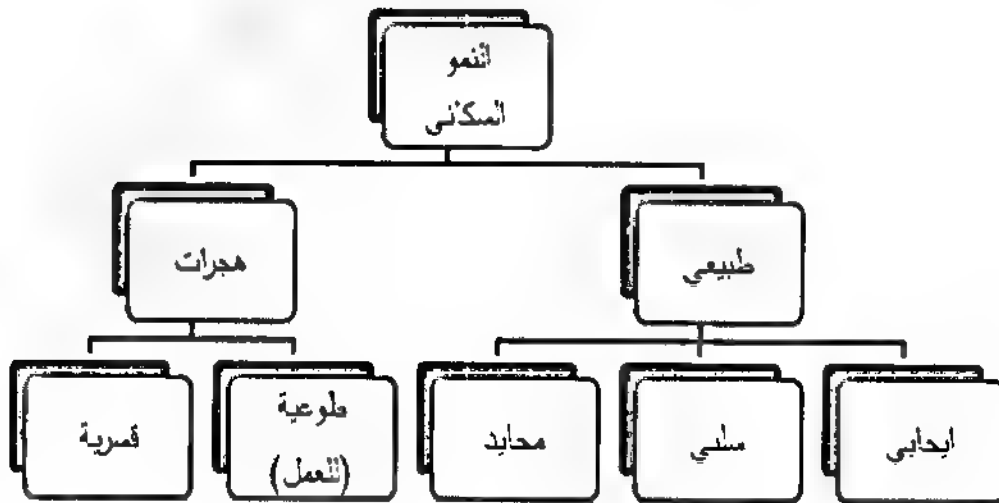 النمو
السكاني
طبيعي
هجرات
ايجابي
سلبي
محايد
طوعية
(للعمل)
قسرية